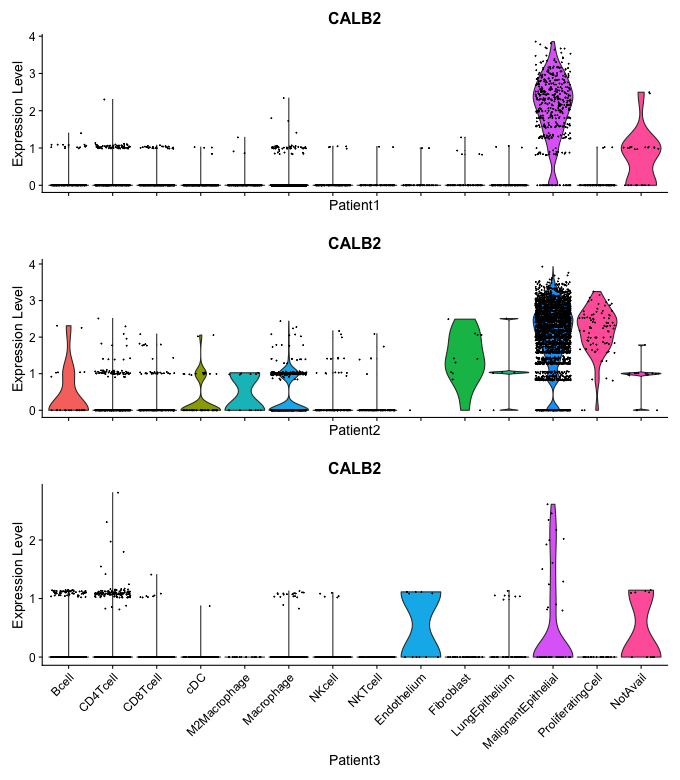 CALB2
Expression Level
4
3
2
1
0
Patient1
CALB2
Expression Level
4
3
2
1
0
Patient2
CALB2
Expression Level
2
1
0
Bcell
CD4Tcell
CD8Tcell
cDC
M2Macrophage
Macrophage
NKcell
NKTcell
Endothelium
Fibroblast
LungEpithelium
MalignantEpithelial
ProliferatingCell
NotAvail
Patient3